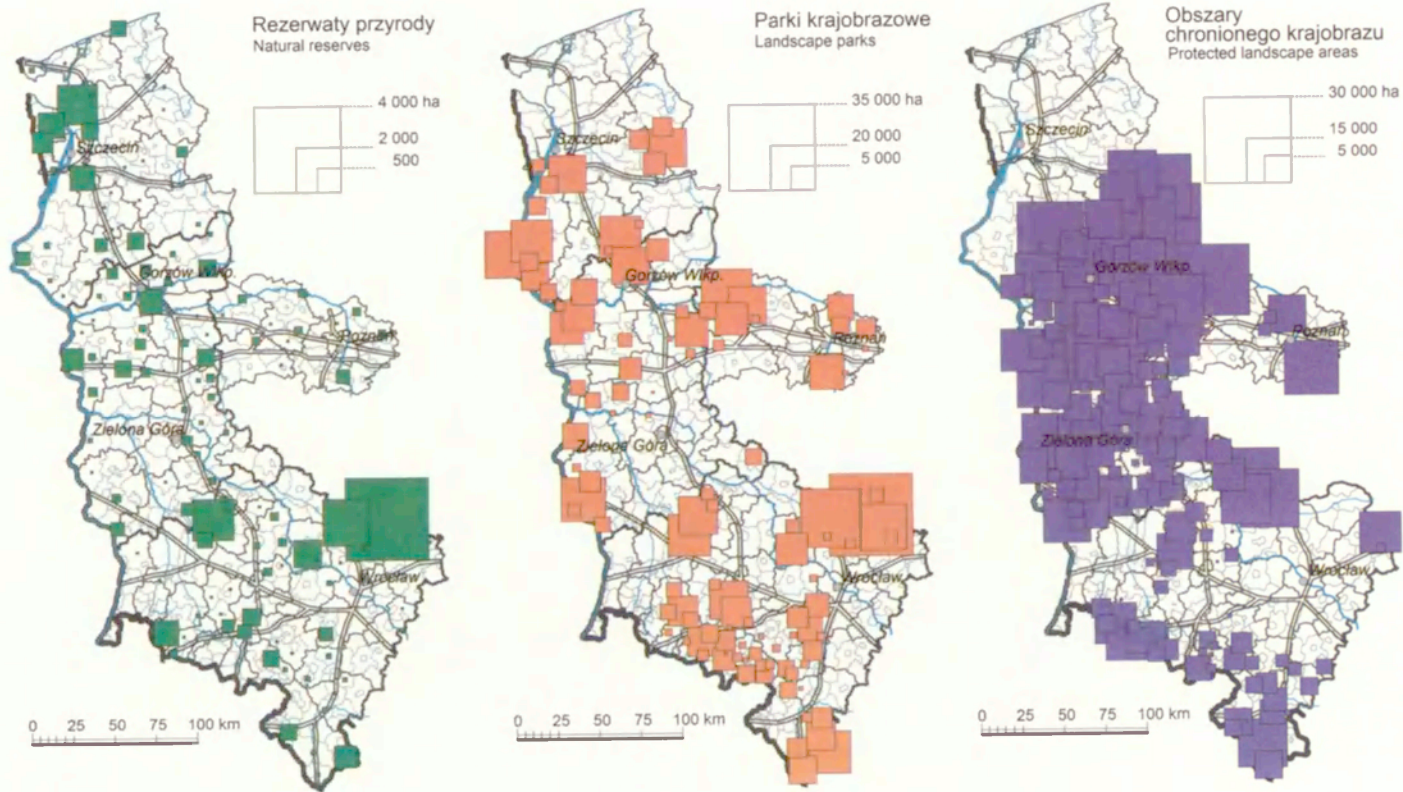 Rezerwaty przyrody
Natural reserves
4 000 ha
2 000
500
Szczecin
Gorzów Wlkp.
Poznań
Zielona Góra
Wrocław
0 25 50 75 100 km
Parki krajobrazowe
Landscape parks
35 000 ha
20 000
5 000
Szczecin
Gorzów Wlkp.
Poznań
Zielona Góra
Wrocław
0 25 50 75 100 km
Obszary
chronionego krajobrazu
Protected landscape areas
30 000 ha
15 000
5 000
Szczecin
Gorzów Wlkp.
Poznań
Zielona Góra
Wrocław
0 25 50 75 100 km